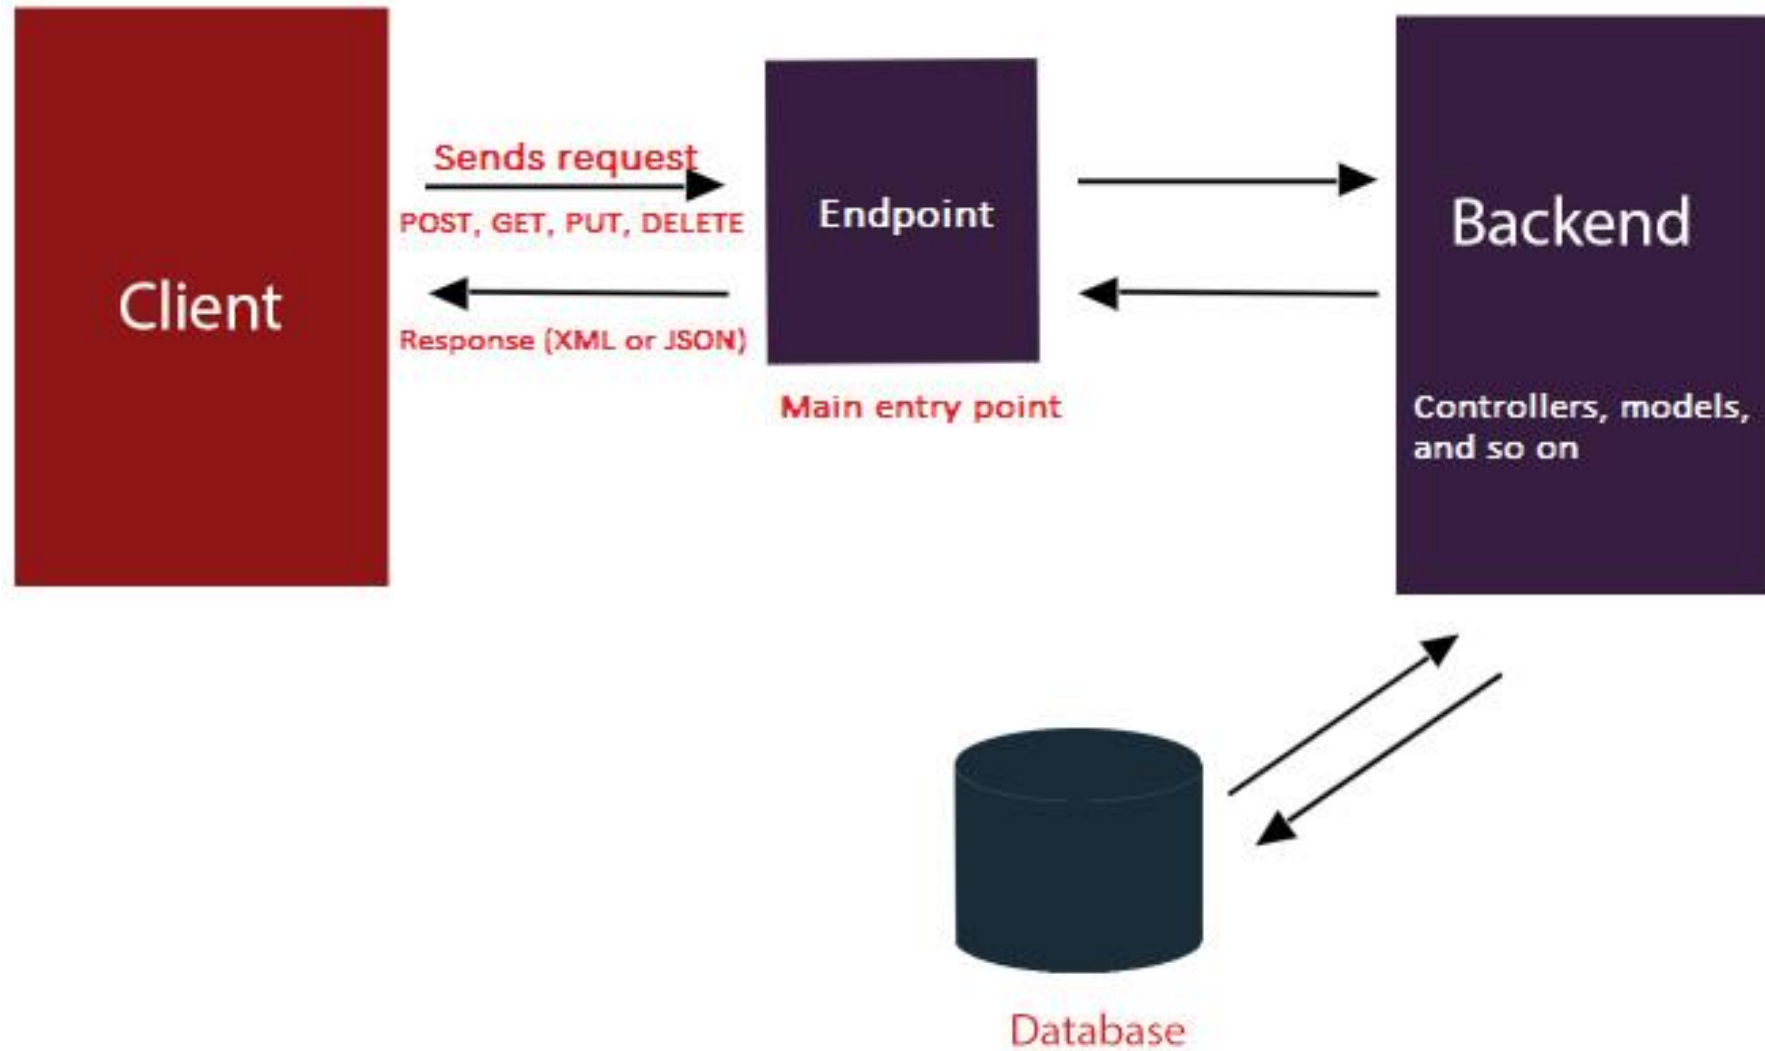 Client
Sends request
POST, GET, PUT, DELETE
Response (XML or JSON)
Endpoint
Main entry point
Backend
Controllers, models,
and so on
Database